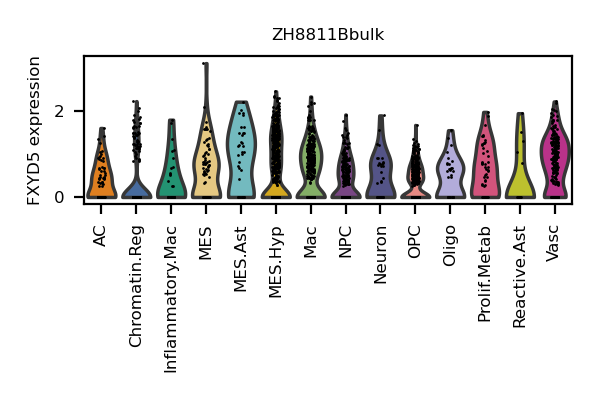 ZH8811Bbulk
FXYD5 expression
2
0
AC
Chromatin.Reg
Inflammatory.Mac
MES
MES.Ast
MES.Hyp
Mac
NPC
Neuron
OPC
Oligo
Prolif.Metab
Reactive.Ast
Vasc